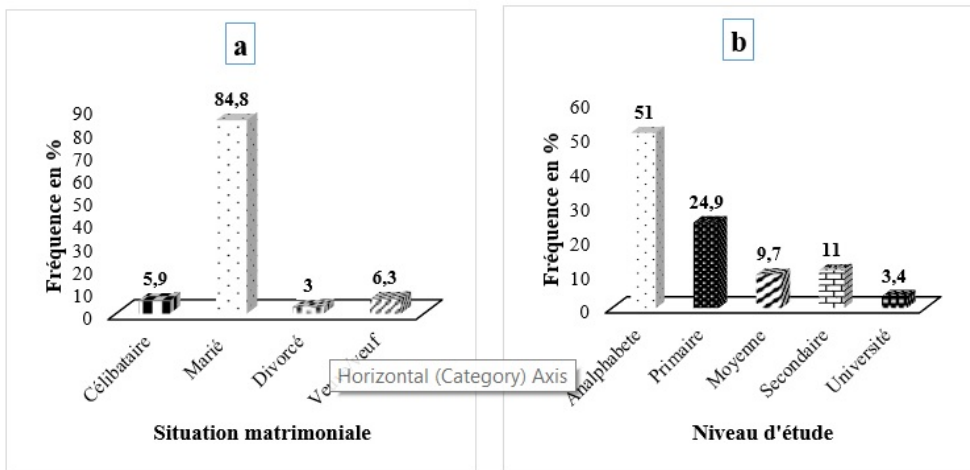 a
Fréquence en %
90
80
70
60
50
40
30
20
10
0
5,9
84,8
3
6,3
Célibataire
Marié
Divorcé
Situation matrimoniale
b
Fréquence en %
60
50
40
30
20
10
0
51
24,9
9,7
11
3,4
Analphabete
Primaire
Moyenne
Secondaire
Université
Niveau d'étude
Horizontal (Category) Axis